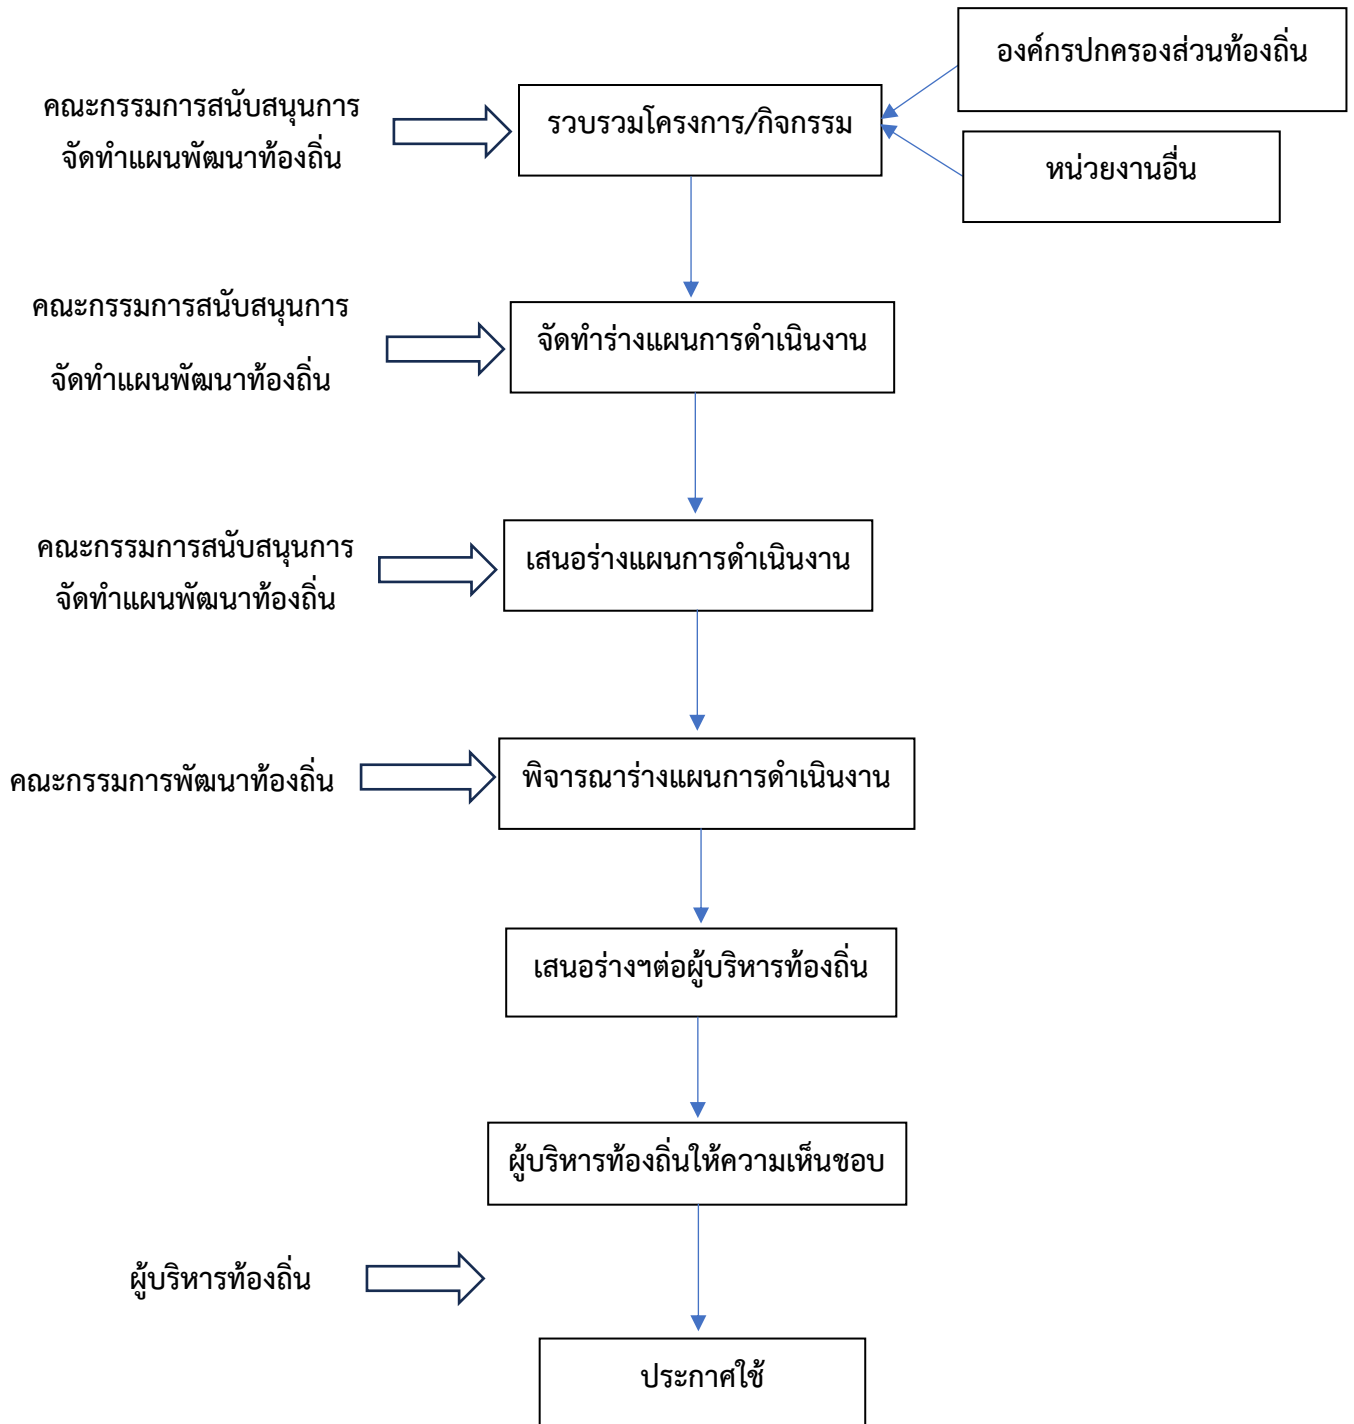 องค์กรปกครองส่วนท้องถิ่น
คณะกรรมการสนับสนุนการ
จัดทำแผนพัฒนาท้องถิ่น
รวบรวมโครงการ/กิจกรรม
หน่วยงานอื่น
คณะกรรมการสนับสนุนการ
จัดทำแผนพัฒนาท้องถิ่น
จัดทำร่างแผนการดำเนินงาน
คณะกรรมการสนับสนุนการ
จัดทำแผนพัฒนาท้องถิ่น
เสนอร่างแผนการดำเนินงาน
คณะกรรมการพัฒนาท้องถิ่น
พิจารณาร่างแผนการดำเนินงาน
เสนอร่างฯต่อผู้บริหารท้องถิ่น
ผู้บริหารท้องถิ่นให้ความเห็นชอบ
ผู้บริหารท้องถิ่น
ประกาศใช้